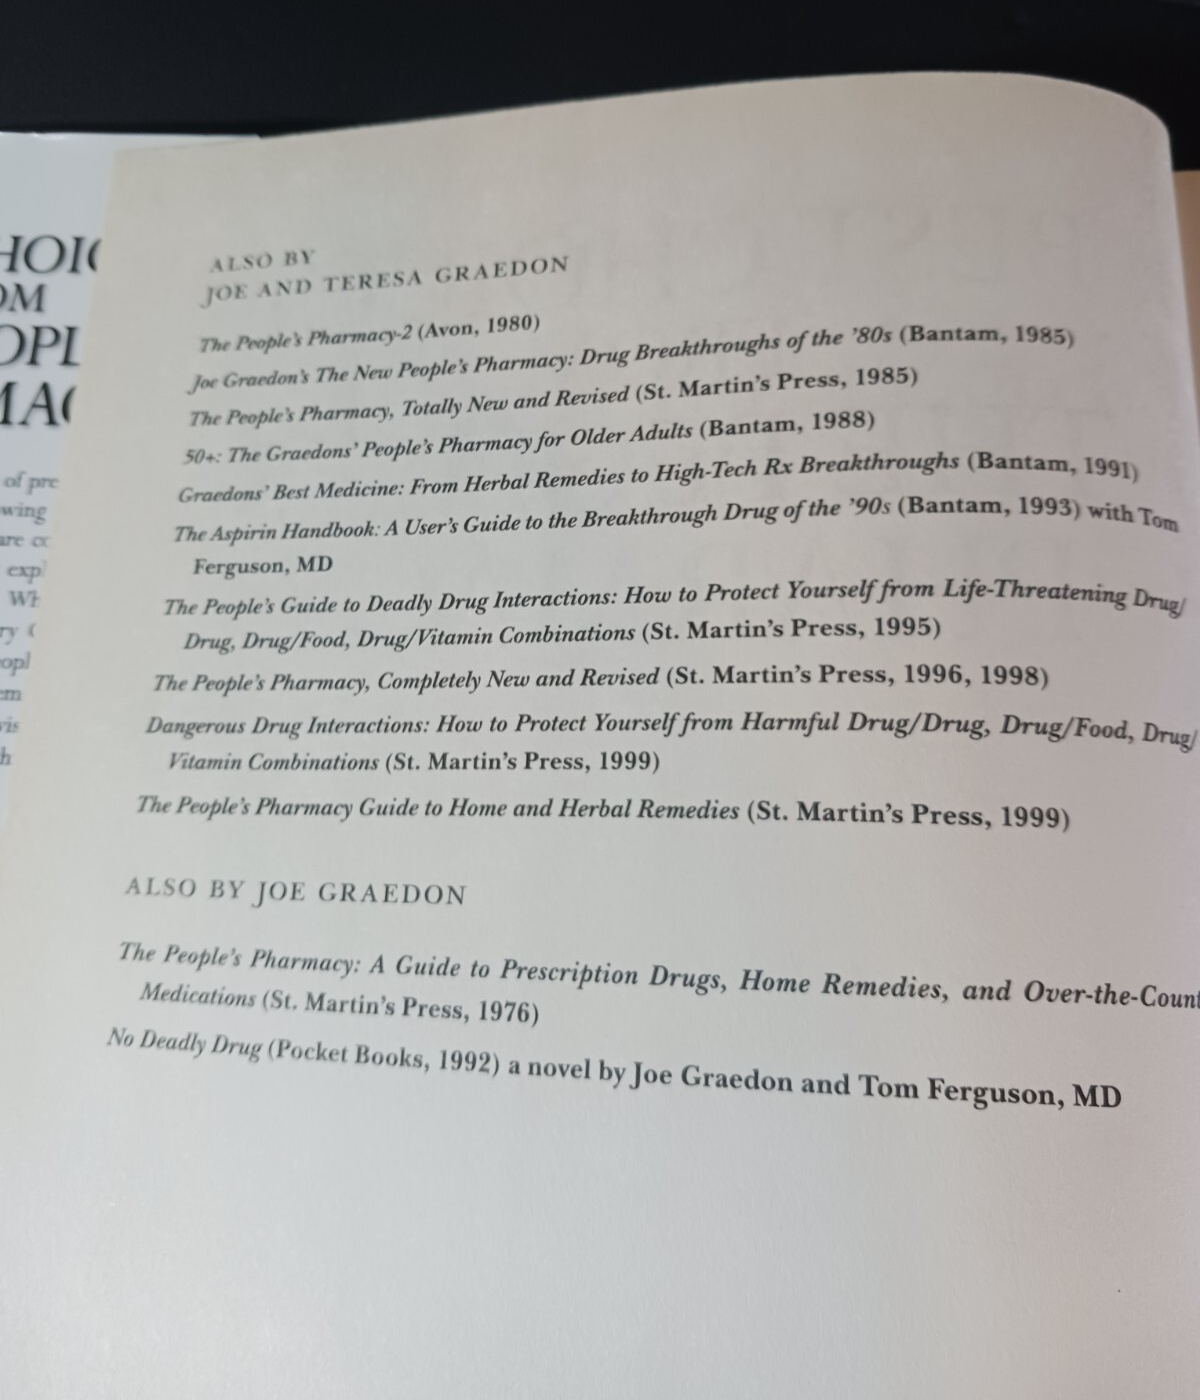 ALSO BY
JOE AND TERESA GRAEDON
The People's Pharmacy-2 (Avon, 1980)
Joe Graedon's The New People's Pharmacy: Drug Breakthroughs of the '80s (Bantam, 1985)
The People's Pharmacy, Totally New and Revised (St. Martin's Press, 1985)
50+: The Graedons' People's Pharmacy for Older Adults (Bantam, 1988)
Graedons' Best Medicine: From Herbal Remedies to High-Tech Rx Breakthroughs (Bantam, 1991)
The Aspirin Handbook: A User's Guide to the Breakthrough Drug of the '90s (Bantam, 1993) with Tom
Ferguson, MD
The People's Guide to Deadly Drug Interactions: How to Protect Yourself from Life-Threatening Drug/
Drug, Drug/Food, Drug/Vitamin Combinations (St. Martin's Press, 1995)
The People's Pharmacy, Completely New and Revised (St. Martin's Press, 1996, 1998)
Dangerous Drug Interactions: How to Protect Yourself from Harmful Drug/Drug, Drug/Food, Drug/
Vitamin Combinations (St. Martin's Press, 1999)
The People's Pharmacy Guide to Home and Herbal Remedies (St. Martin's Press, 1999)
ALSO BY JOE GRAEDON
The People's Pharmacy: A Guide to Prescription Drugs, Home Remedies, and Over-the-Count
Medications (St. Martin's Press, 1976)
No Deadly Drug (Pocket Books, 1992) a novel by Joe Graedon and Tom Ferguson, MD